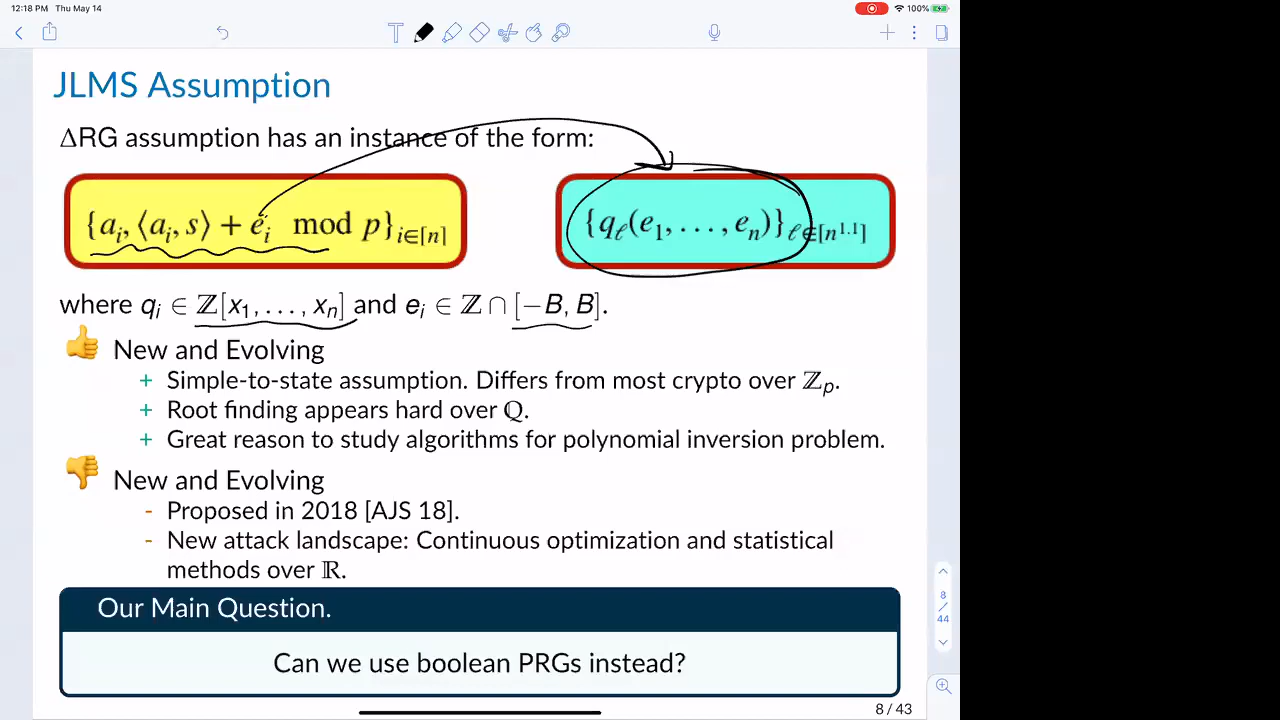 12:18 PM Thu May 14
100%
JLMS Assumption
ΔRG assumption has an instance of the form:
{a_i, ⟨a_i, s⟩ + e_i mod p}_{i∈[n]}
{q_ℓ(e_1, . . . , e_n)}_{ℓ∈[n^{1.1}]}
where q_i ∈ ℤ[x_1, . . . , x_n] and e_i ∈ ℤ ∩ [−B, B].
👍 New and Evolving
+ Simple-to-state assumption. Differs from most crypto over ℤ_p.
+ Root finding appears hard over ℚ.
+ Great reason to study algorithms for polynomial inversion problem.
👎 New and Evolving
- Proposed in 2018 [AJS 18].
- New attack landscape: Continuous optimization and statistical
methods over ℝ.
Our Main Question.
Can we use boolean PRGs instead?
8
/
44
8 / 43